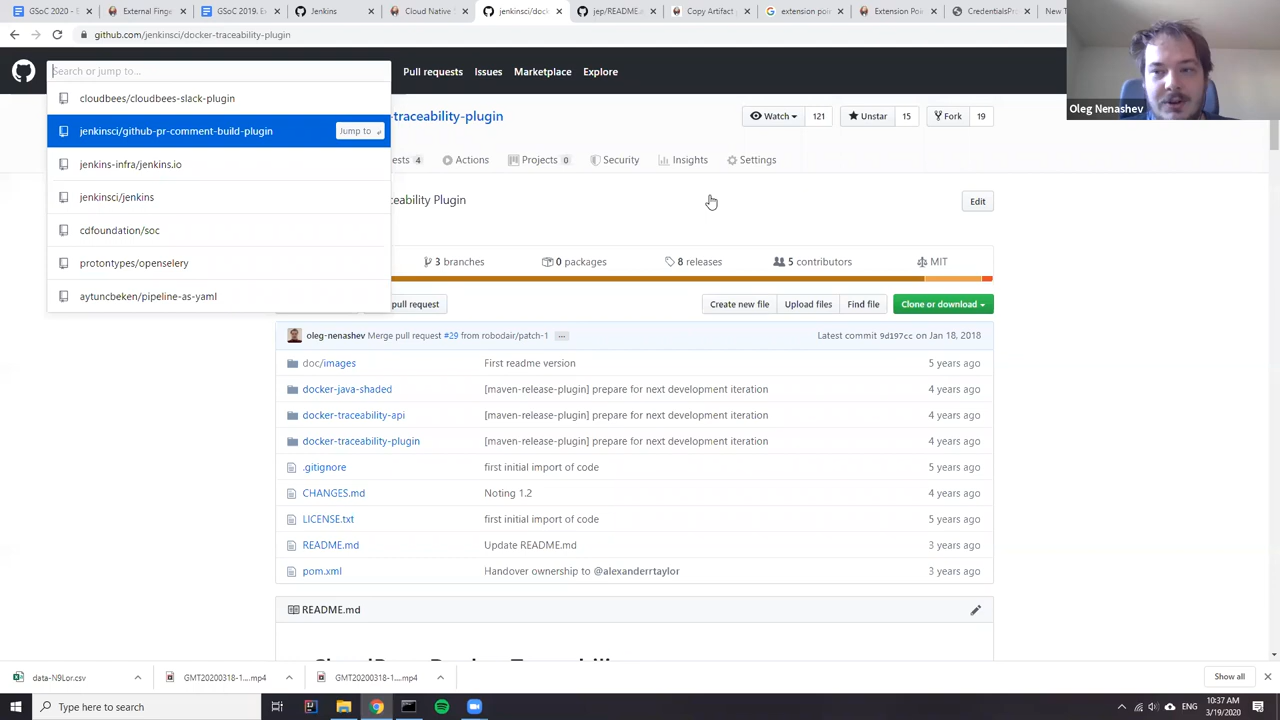 GSoC 2020 -
External Finge
GSoC 2019. Ex
Jenkins
Cloud Native
jenkinsci/doc
jep/README.
Copy Artifact
extension poi
Extension Poi
CredentialsPr
New T
github.com/jenkinsci/docker-traceability-plugin
Search or jump to...
Pull requests
Issues
Marketplace
Explore
cloudbees/cloudbees-slack-plugin
jenkinsci/github-pr-comment-build-plugin
Jump to
jenkins-infra/jenkins.io
jenkinsci/jenkins
cdfoundation/soc
protontypes/openselery
aytuncbeken/pipeline-as-yaml
Oleg Nenashev
-traceability-plugin
Watch
121
Unstar
15
Fork
19
ests 4
Actions
Projects 0
Security
Insights
Settings
ceability Plugin
Edit
3 branches
0 packages
8 releases
5 contributors
MIT
pull request
Create new file
Upload files
Find file
Clone or download
oleg-nenashev Merge pull request #29 from robodair/patch-1 ...
Latest commit 9d197cc on Jan 18, 2018
doc/images First readme version 5 years ago
docker-java-shaded [maven-release-plugin] prepare for next development iteration 4 years ago
docker-traceability-api [maven-release-plugin] prepare for next development iteration 4 years ago
docker-traceability-plugin [maven-release-plugin] prepare for next development iteration 4 years ago
.gitignore first initial import of code 5 years ago
CHANGES.md Noting 1.2 4 years ago
LICENSE.txt first initial import of code 5 years ago
README.md Update README.md 3 years ago
pom.xml Handover ownership to @alexanderrtaylor 3 years ago
README.md
data-N9Lor.csv
GMT20200318-1....mp4
GMT20200318-1....mp4
Show all
Type here to search
ENG
10:37 AM
3/19/2020